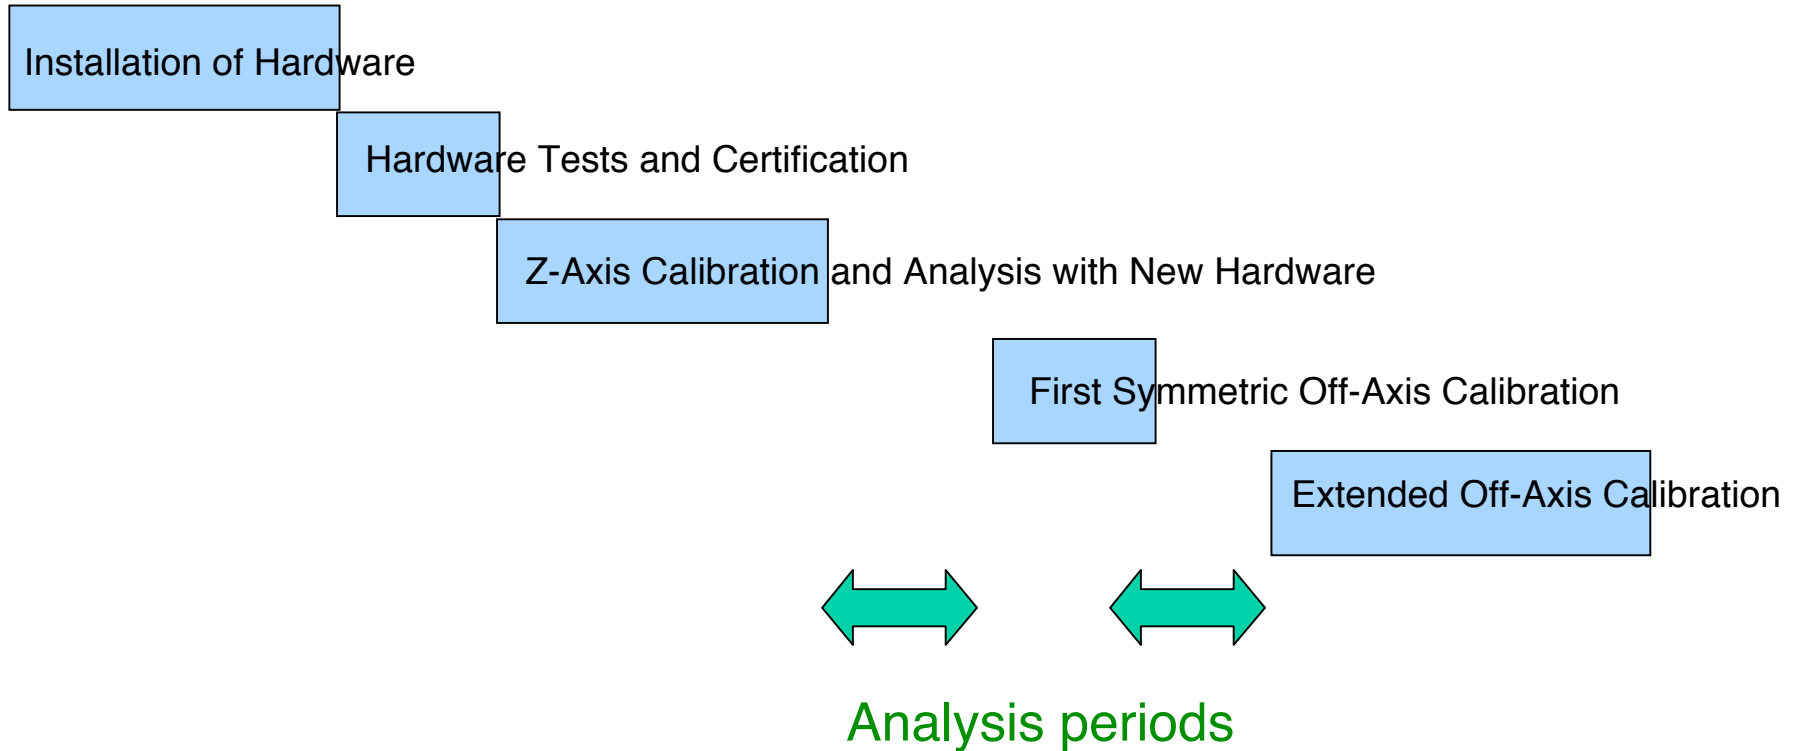 Installation of Hardware
Hardware Tests and Certification
Z-Axis Calibration and Analysis with New Hardware
First Symmetric Off-Axis Calibration
Extended Off-Axis Calibration
Analysis periods